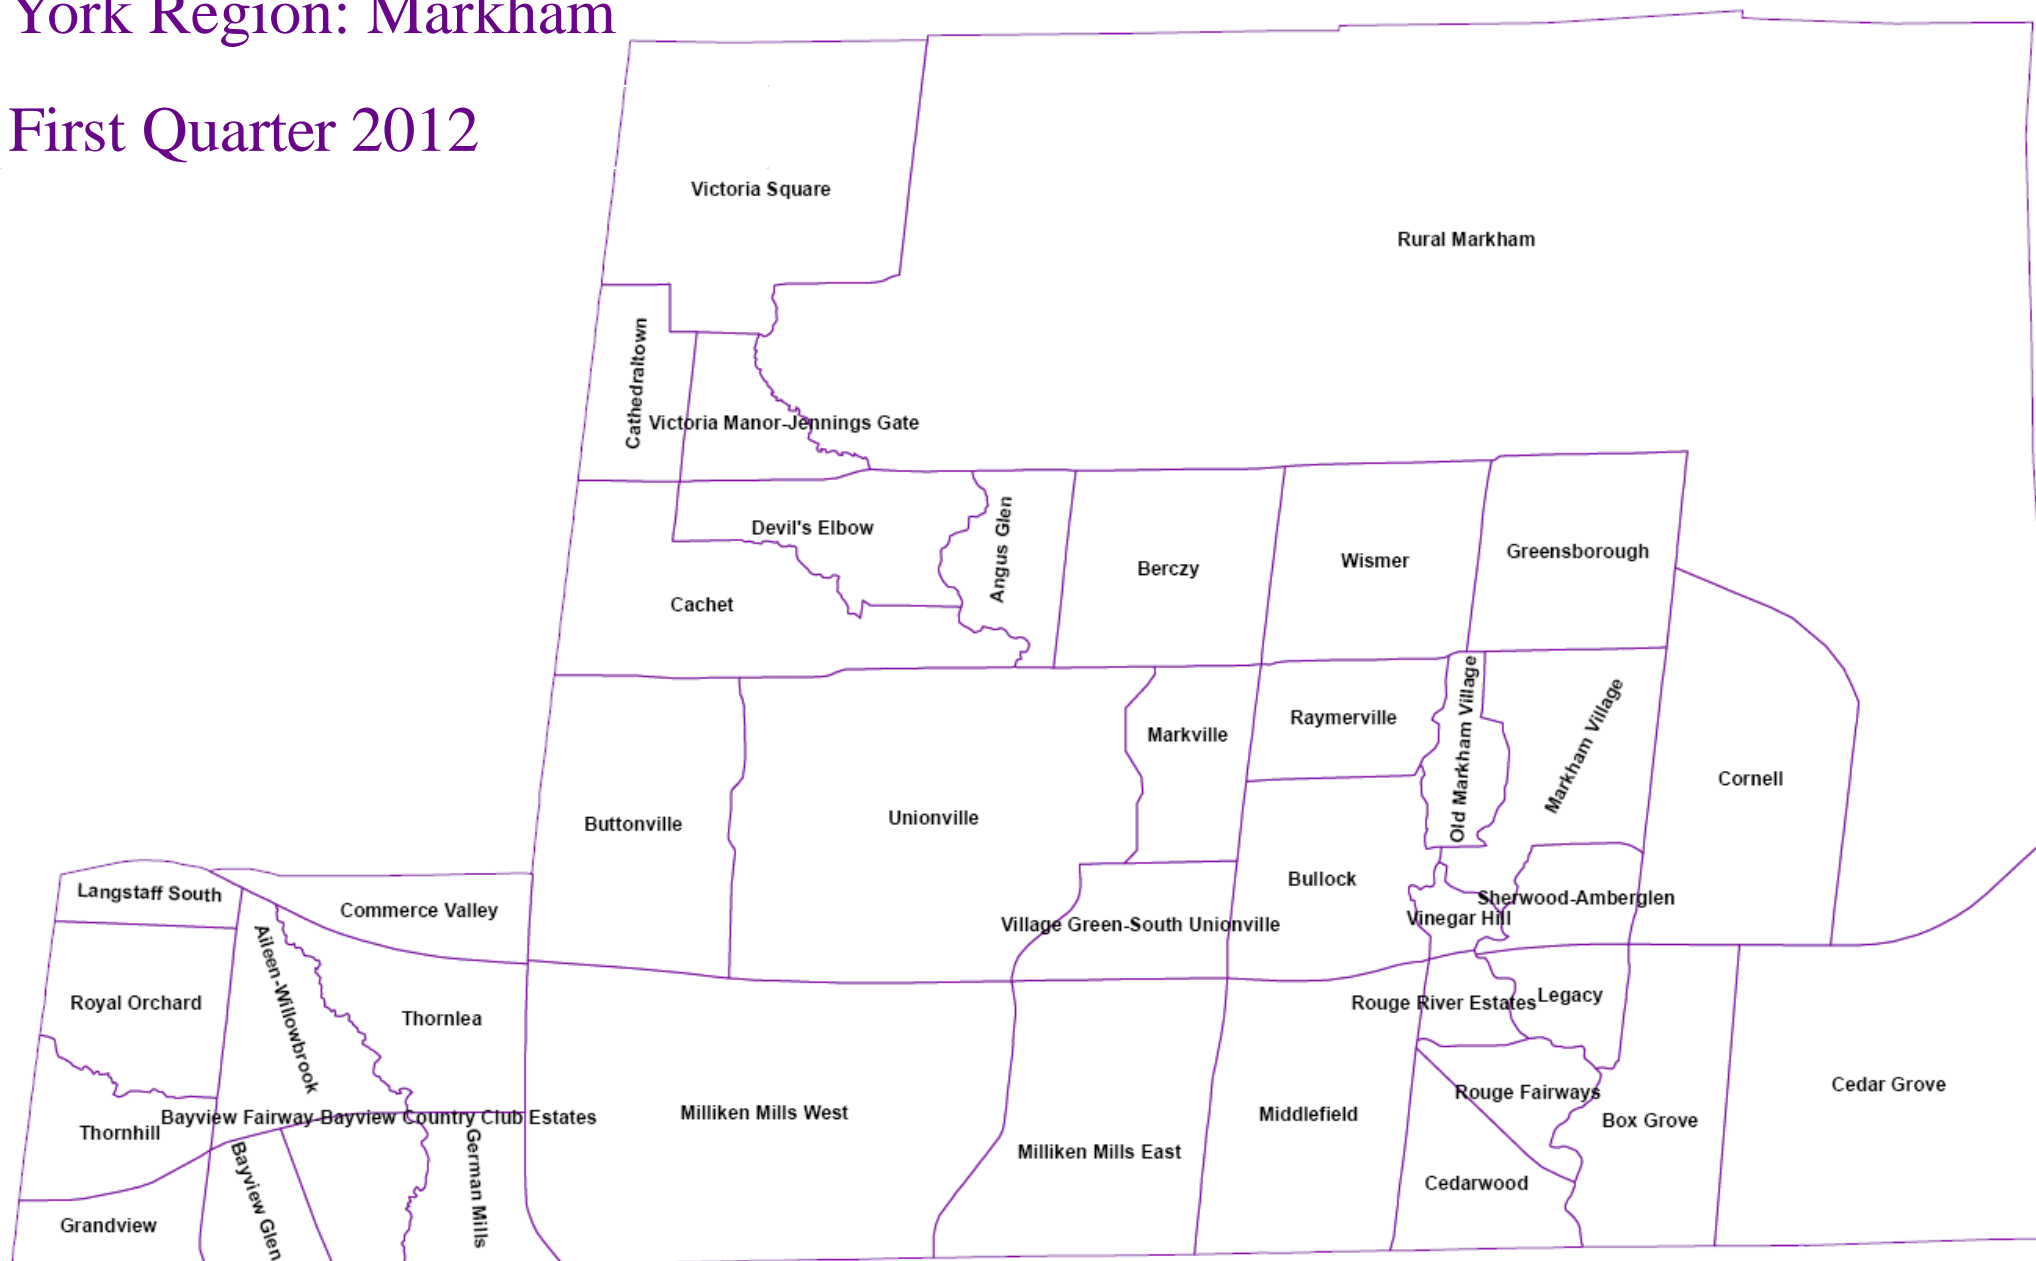 York Region: Markham
First Quarter 2012
Victoria Square
Rural Markham
Cathedraltown
Victoria Manor-Jennings Gate
Devil's Elbow
Angus Glen
Berczy
Wismer
Greensborough
Cachet
Raymerville
Old Markham Village
Markham Village
Markville
Cornell
Buttonville
Unionville
Bullock
Langstaff South
Commerce Valley
Sherwood-Amberglen
Vinegar Hill
Village Green-South Unionville
Aileen-Willowbrook
Royal Orchard
Thornlea
Rouge River Estates
Legacy
Rouge Fairways
Cedar Grove
Milliken Mills West
Middlefield
Box Grove
Bayview Fairway-Bayview Country Club Estates
Thornhill
Milliken Mills East
Cedarwood
German Mills
Bayview Glen
Grandview